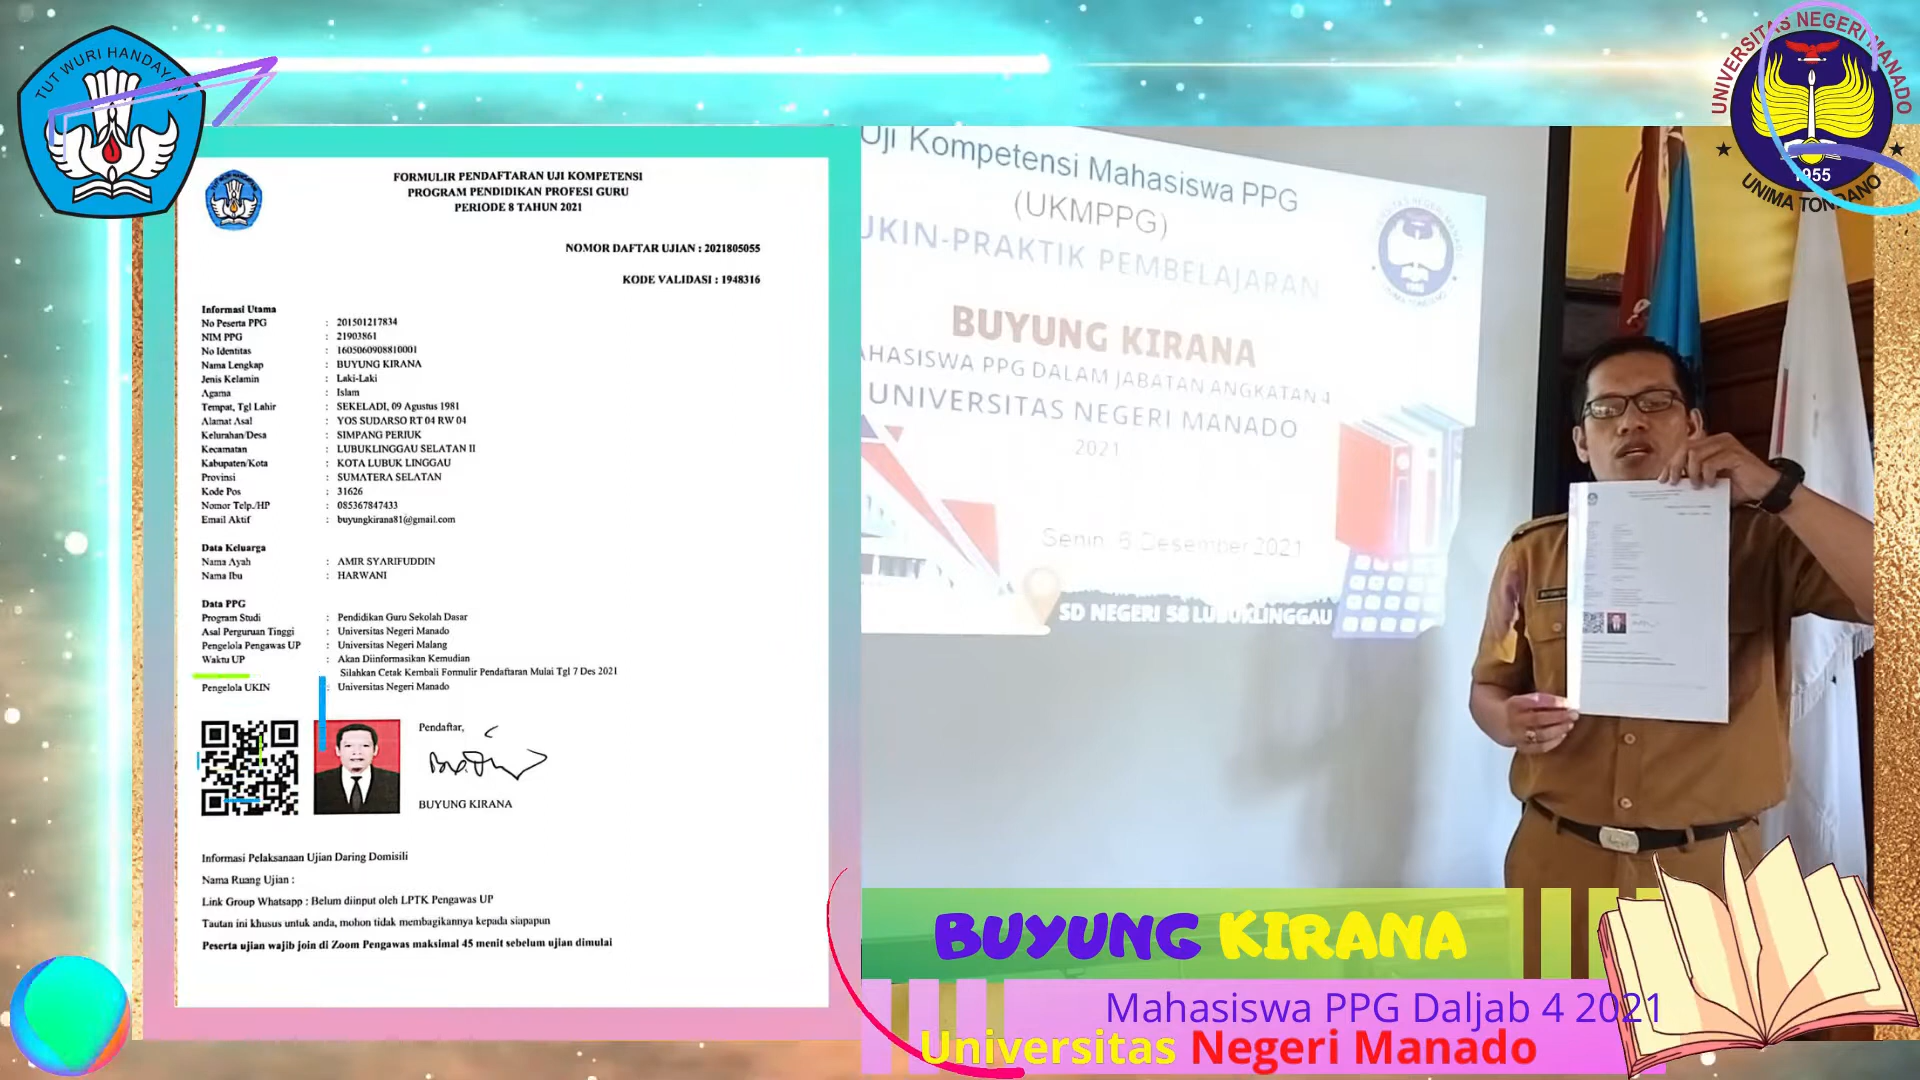 TUT WURI HANDAYANI
UNIVERSITAS NEGERI MANADO
1955
UNIMA TONDANO
FORMULIR PENDAFTARAN UJI KOMPETENSI
PROGRAM PENDIDIKAN PROFESI GURU
PERIODE 8 TAHUN 2021
NOMOR DAFTAR UJIAN : 2021805055
KODE VALIDASI : 1948316
Informasi Utama
No Peserta PPG : 201501217834
NIM PPG : 21903861
No Identitas : 1605060908810001
Nama Lengkap : BUYUNG KIRANA
Jenis Kelamin : Laki-Laki
Agama : Islam
Tempat, Tgl Lahir : SEKELADI, 09 Agustus 1981
Alamat Asal : YOS SUDARSO RT 04 RW 04
Kelurahan/Desa : SIMPANG PERIUK
Kecamatan : LUBUKLINGGAU SELATAN II
Kabupaten/Kota : KOTA LUBUK LINGGAU
Provinsi : SUMATERA SELATAN
Kode Pos : 31626
Nomor Telp./HP : 085367847433
Email Aktif : buyungkirana81@gmail.com
Data Keluarga
Nama Ayah : AMIR SYARIFUDDIN
Nama Ibu : HARWANI
Data PPG
Program Studi : Pendidikan Guru Sekolah Dasar
Asal Perguruan Tinggi : Universitas Negeri Manado
Pengelola Pengawas UP : Universitas Negeri Malang
Waktu UP : Akan Diinformasikan Kemudian
Silahkan Cetak Kembali Formulir Pendaftaran Mulai Tgl 7 Des 2021
Pengelola UKIN : Universitas Negeri Manado
Pendaftar,
BUYUNG KIRANA
Informasi Pelaksanaan Ujian Daring Domisili
Nama Ruang Ujian :
Link Group Whatsapp : Belum diinput oleh LPTK Pengawas UP
Tautan ini khusus untuk anda, mohon tidak membagikannya kepada siapapun
Peserta ujian wajib join di Zoom Pengawas maksimal 45 menit sebelum ujian dimulai
Uji Kompetensi Mahasiswa PPG
(UKMPPG)
UKIN-PRAKTIK PEMBELAJARAN
BUYUNG KIRANA
MAHASISWA PPG DALAM JABATAN ANGKATAN 4
UNIVERSITAS NEGERI MANADO
2021
Senin, 6 Desember 2021
SD NEGERI 58 LUBUKLINGGAU
BUYUNG KIRANA
Mahasiswa PPG Daljab 4 2021
Universitas Negeri Manado